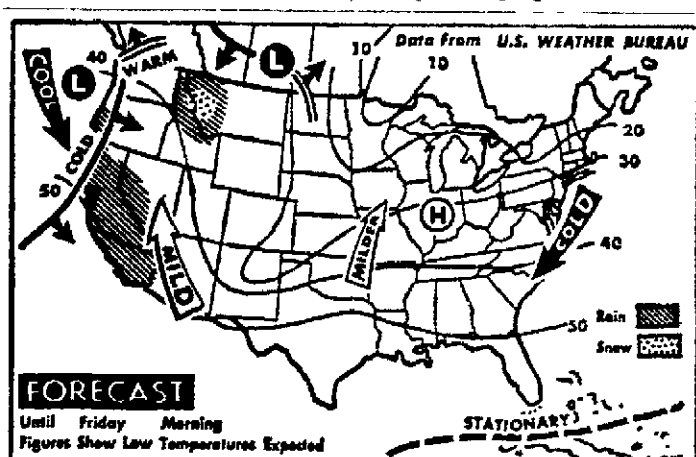 Data from U.S. WEATHER BUREAU
10
10
40
L
L
WARM
COOL
COLD
50
20
30
H
COLD
MILD
MILDER
40
50
Rain
Snow
FORECAST
Until Friday Morning
Figures Show Low Temperatures Expected
STATIONARY